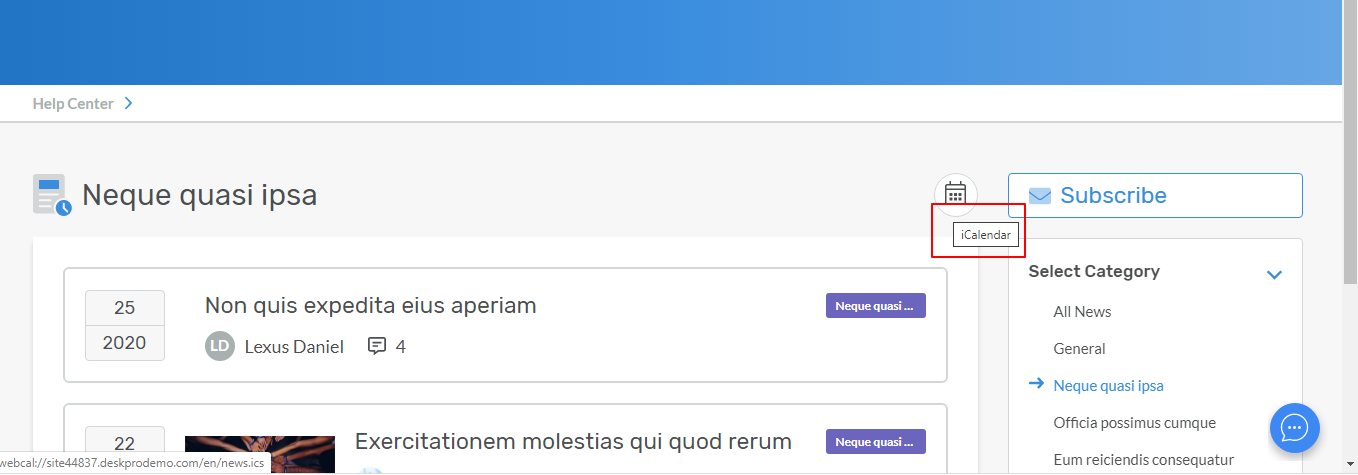 Help Center
Neque quasi ipsa
Subscribe
iCalendar
25
2020
Non quis expedita eius aperiam
Neque quasi ...
LD Lexus Daniel 4
Select Category
All News
General
Neque quasi ipsa
Officia possimus cumque
Eum reiciendis consequatur
22
Exercitationem molestias qui quod rerum
Neque quasi ...
webcal://site44837.deskprodemo.com/en/news.ics